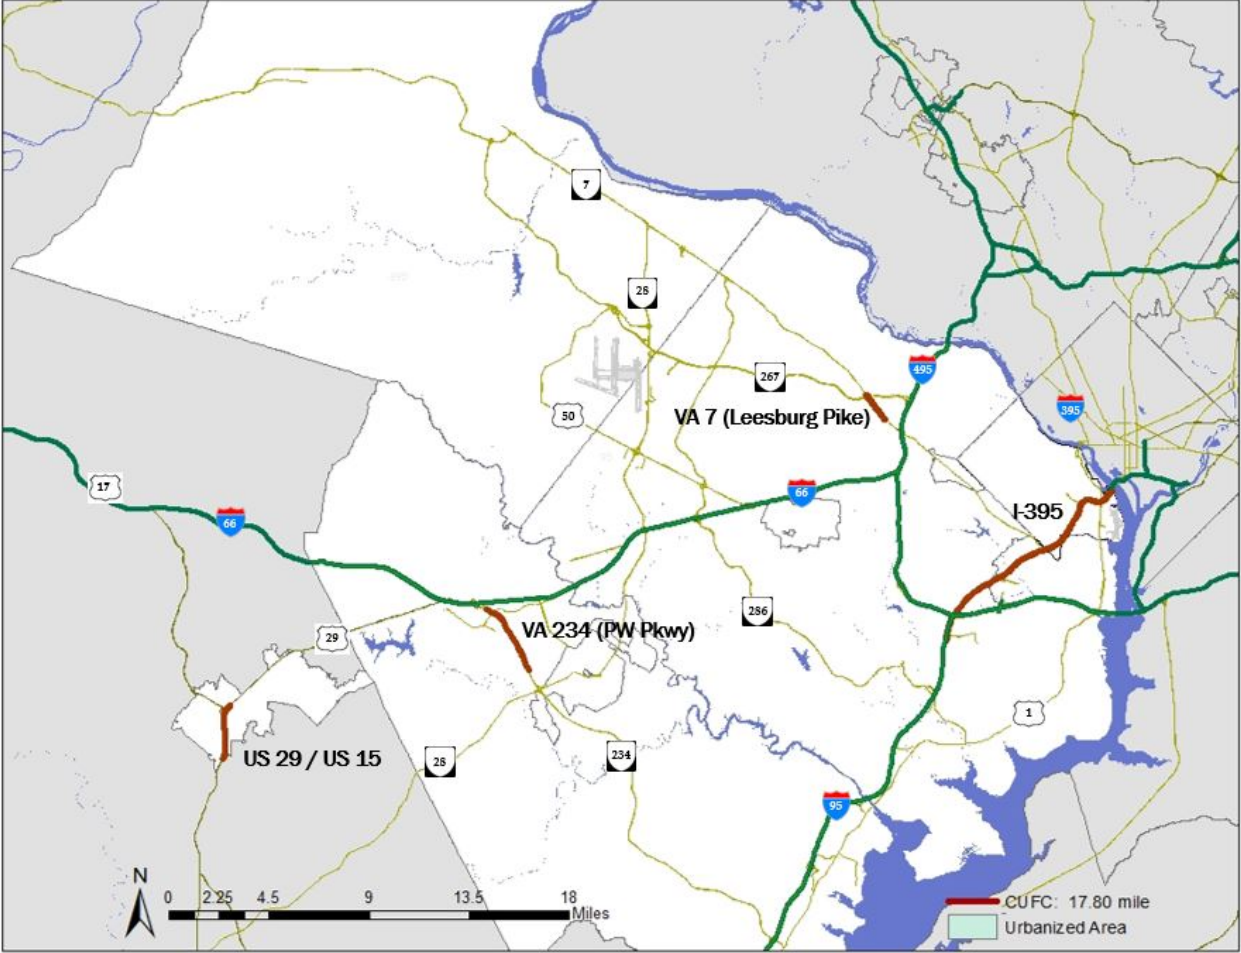 7
28
495
267
395
50
VA 7 (Leesburg Pike)
17
66
66
I-395
286
VA 234 (PW Pkwy)
29
1
US 29 / US 15
28
234
95
N
0 2.25 4.5 9 13.5 18
Miles
CUFC: 17.80 mile
Urbanized Area